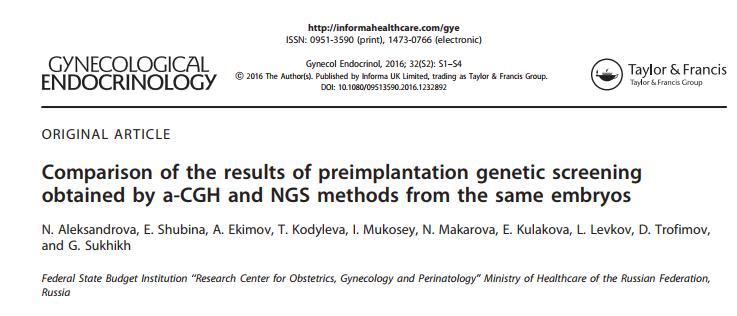 http://informahealthcare.com/gye
ISSN: 0951-3590 (print), 1473-0766 (electronic)
GYNECOLOGICAL
ENDOCRINOLOGY
Gynecol Endocrinol, 2016; 32(S2): S1–S4
© 2016 The Author(s). Published by Informa UK Limited, trading as Taylor & Francis Group.
DOI: 10.1080/09513590.2016.1232892
Taylor & Francis
Taylor & Francis Group
ORIGINAL ARTICLE
Comparison of the results of preimplantation genetic screening
obtained by a-CGH and NGS methods from the same embryos
N. Aleksandrova, E. Shubina, A. Ekimov, T. Kodyleva, I. Mukosey, N. Makarova, E. Kulakova, L. Levkov, D. Trofimov,
and G. Sukhikh
Federal State Budget Institution “Research Center for Obstetrics, Gynecology and Perinatology” Ministry of Healthcare of the Russian Federation,
Russia